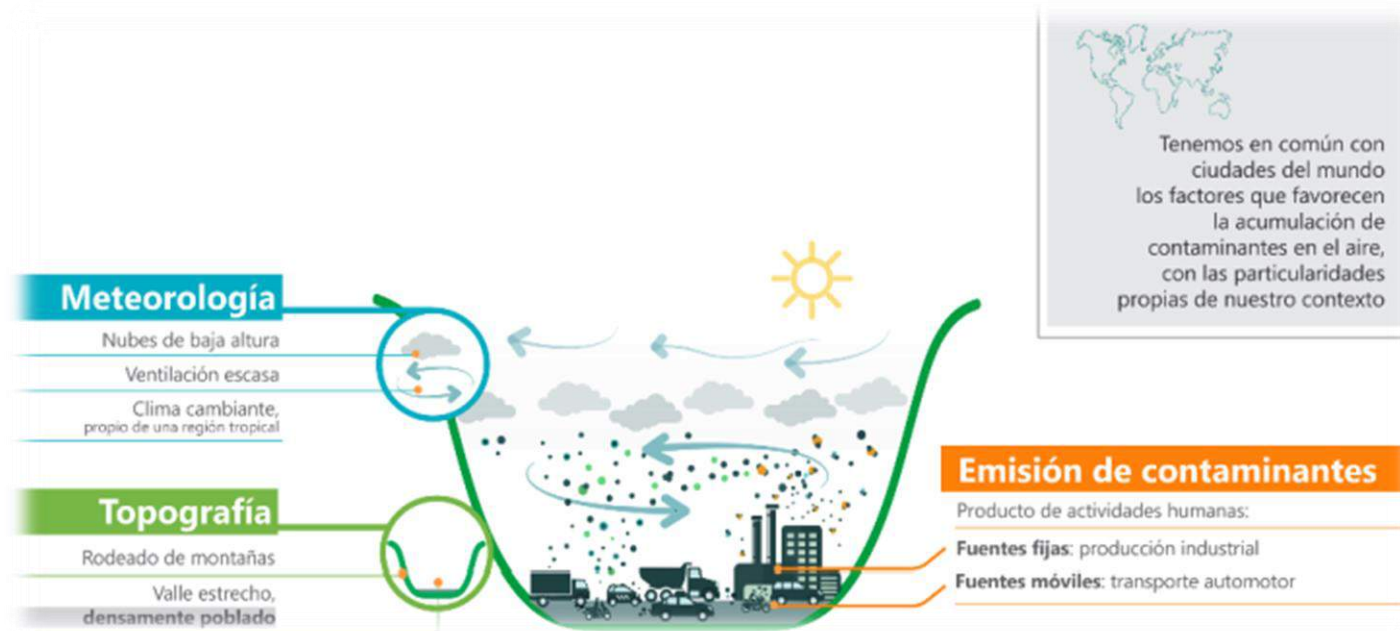 Tenemos en común con
ciudades del mundo
los factores que favorecen
la acumulación de
contaminantes en el aire,
con las particularidades
propias de nuestro contexto
Meteorología
Nubes de baja altura
Ventilación escasa
Clima cambiante,
propio de una región tropical
Topografía
Rodeado de montañas
Valle estrecho,
densamente poblado
Emisión de contaminantes
Producto de actividades humanas:
Fuentes fijas: producción industrial
Fuentes móviles: transporte automotor